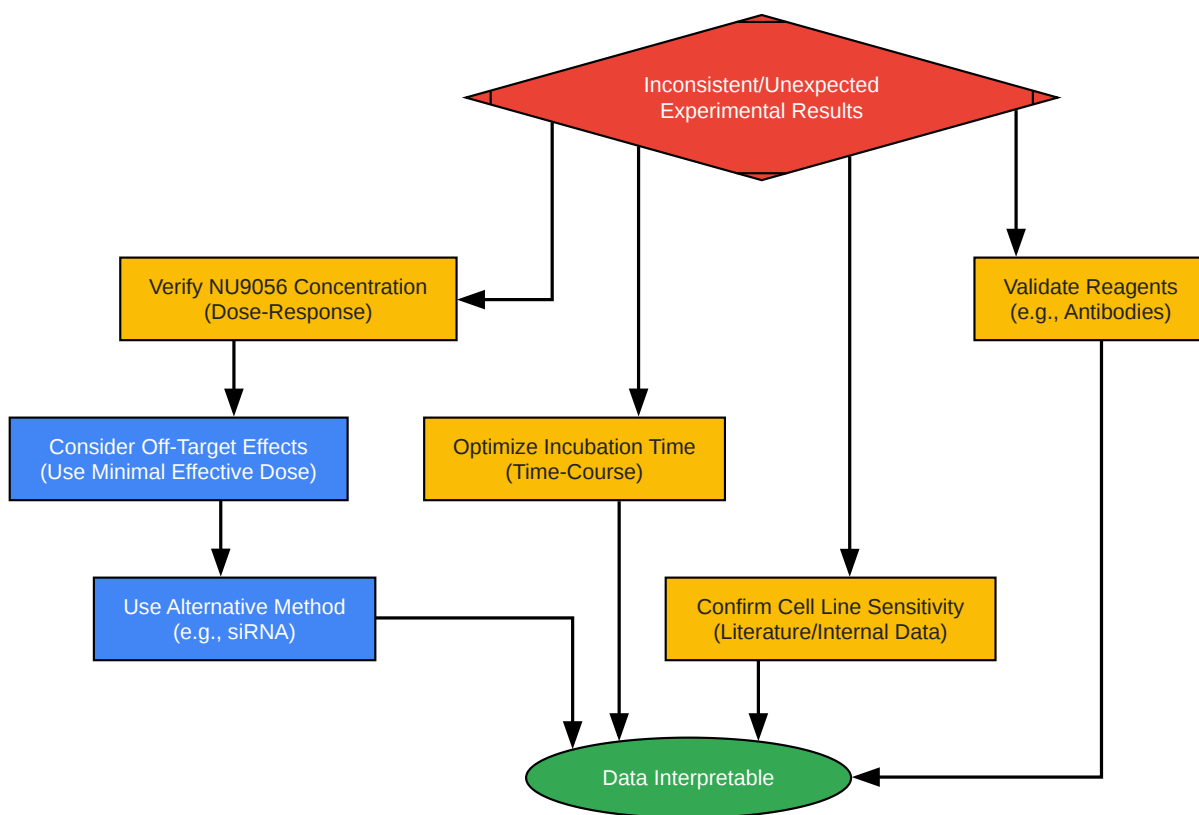 Inconsistent/Unexpected
Experimental Results
Verify NU9056 Concentration
(Dose-Response)
Validate Reagents
(e.g., Antibodies)
Consider Off-Target Effects
(Use Minimal Effective Dose)
Optimize Incubation Time
(Time-Course)
Use Alternative Method
(e.g., siRNA)
Confirm Cell Line Sensitivity
(Literature/Internal Data)
Data Interpretable